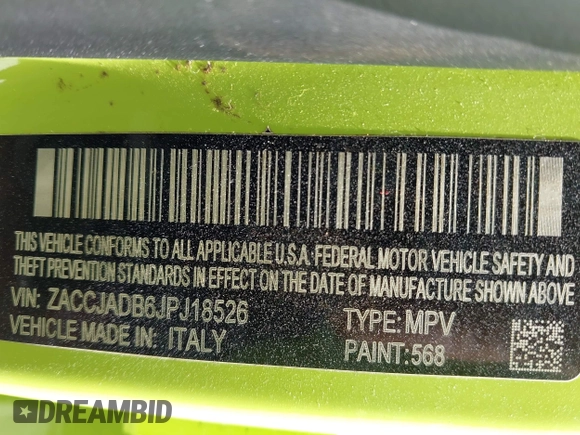 THIS VEHICLE CONFORMS TO ALL APPLICABLE U.S.A. FEDERAL MOTOR VEHICLE SAFETY AND
THEFT PREVENTION STANDARDS IN EFFECT ON THE DATE OF MANUFACTURE SHOWN ABOVE
VIN: ZACCJADB6JPJ18526 TYPE: MPV
VEHICLE MADE IN: ITALY PAINT:568
DREAMBID